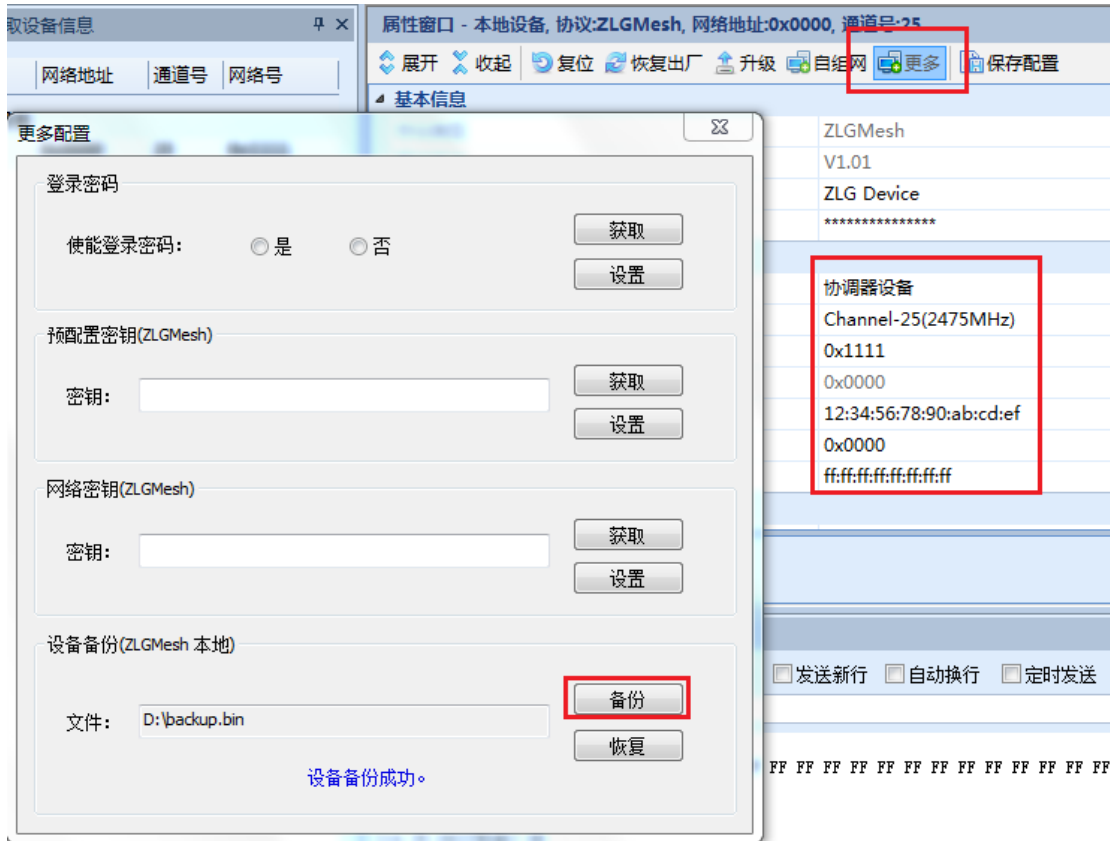 取设备信息
网络地址 通道号 网络号
属性窗口 - 本地设备, 协议:ZLGMesh, 网络地址:0x0000, 通道号:25
展开 收起 复位 恢复出厂 升级 自组网 更多 保存配置
基本信息
ZLGMesh
V1.01
ZLG Device
***************
协调器设备
Channel-25(2475MHz)
0x1111
0x0000
12:34:56:78:90:ab:cd:ef
0x0000
ff:ff:ff:ff:ff:ff:ff:ff
更多配置
登录密码
使能登录密码: 是 否
获取
设置
预配置密钥(ZLGMesh)
密钥:
获取
设置
网络密钥(ZLGMesh)
密钥:
获取
设置
设备备份(ZLGMesh 本地)
文件: D:\backup.bin
备份
恢复
设备备份成功。
发送新行 自动换行 定时发送
FF FF FF FF FF FF FF FF FF FF FF FF FF